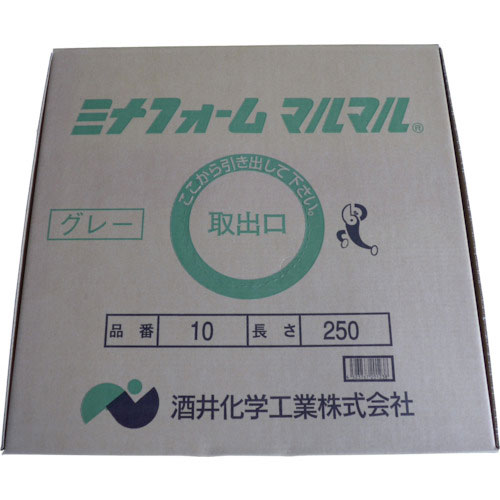 ミナフォーム マルマル®
ここから引き出して下さい。
グレー
取出口
品番 10 長さ 250
酒井化学工業株式会社